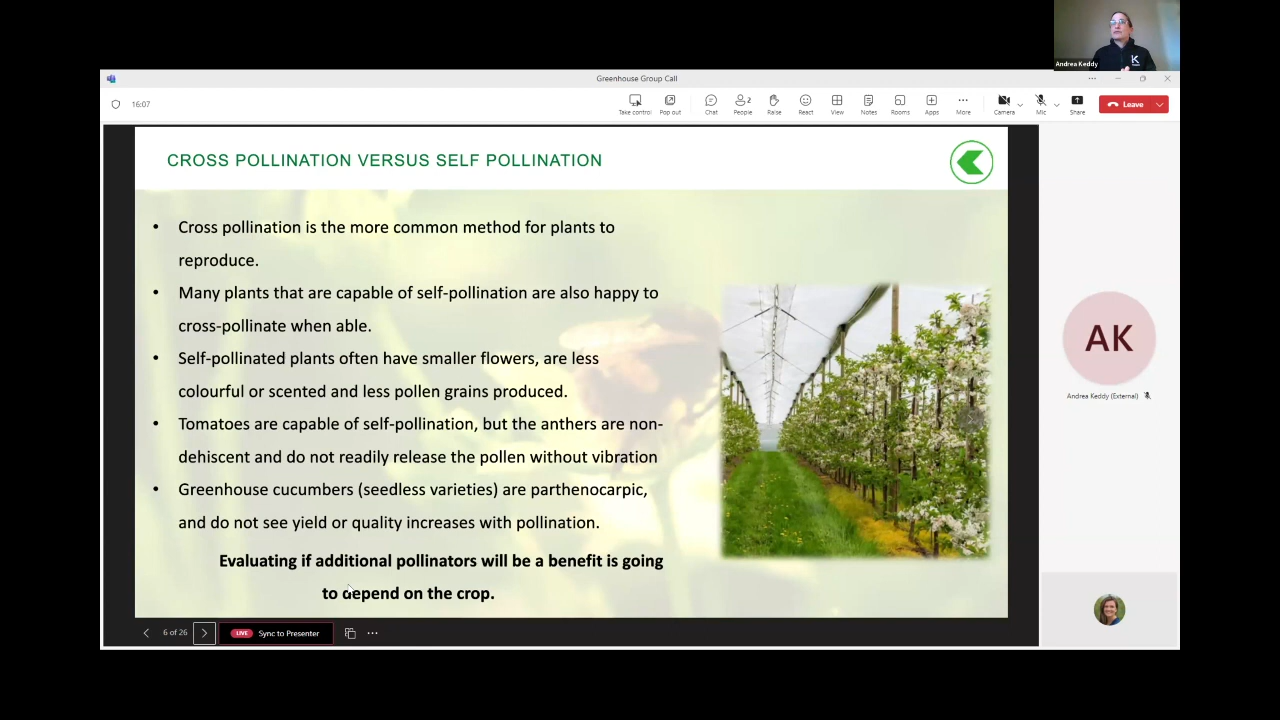 Andrea Keddy
K
Greenhouse Group Call
16:07
Take control
Pop out
Chat
2
People
Raise
React
View
Notes
Rooms
Apps
More
Camera
Mic
Share
Leave
CROSS POLLINATION VERSUS SELF POLLINATION
• Cross pollination is the more common method for plants to
reproduce.
• Many plants that are capable of self-pollination are also happy to
cross-pollinate when able.
• Self-pollinated plants often have smaller flowers, are less
colourful or scented and less pollen grains produced.
• Tomatoes are capable of self-pollination, but the anthers are non-
dehiscent and do not readily release the pollen without vibration
• Greenhouse cucumbers (seedless varieties) are parthenocarpic,
and do not see yield or quality increases with pollination.
Evaluating if additional pollinators will be a benefit is going
to depend on the crop.
AK
Andrea Keddy (External)
6 of 26
LIVE Sync to Presenter